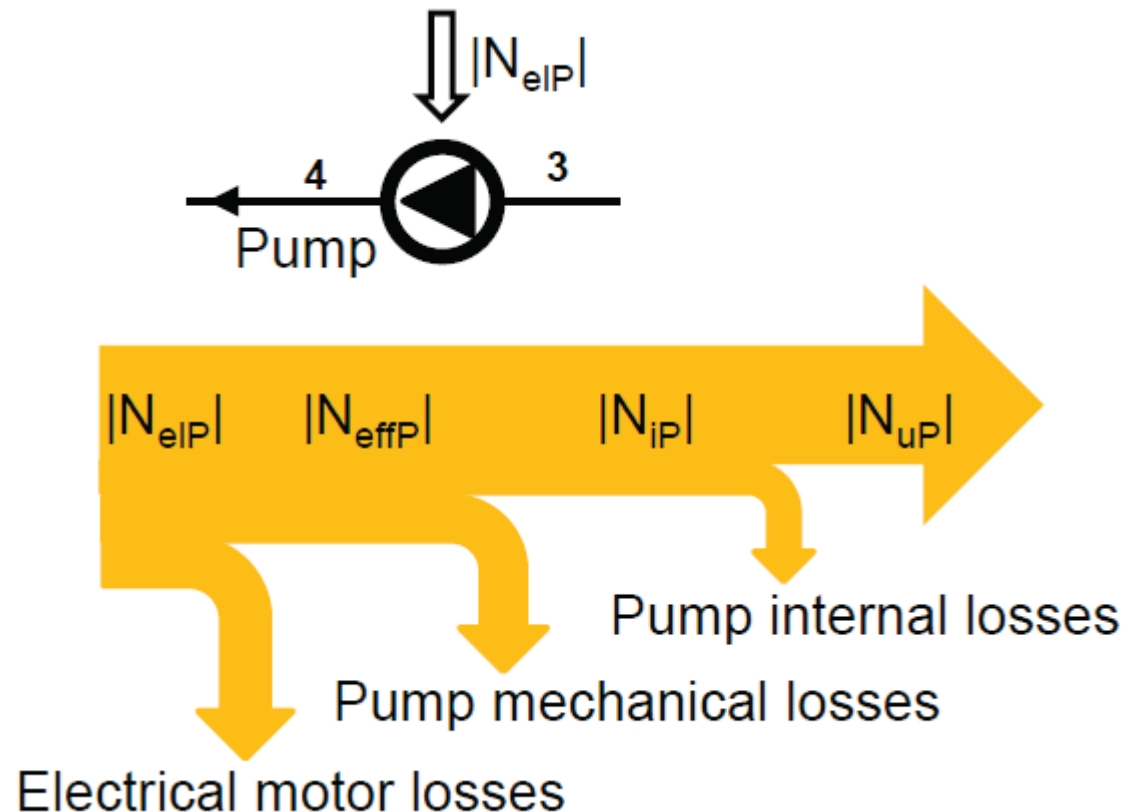 |NelP|
4
3
Pump
|NelP| |NeffP| |NiP| |NuP|
Pump internal losses
Pump mechanical losses
Electrical motor losses